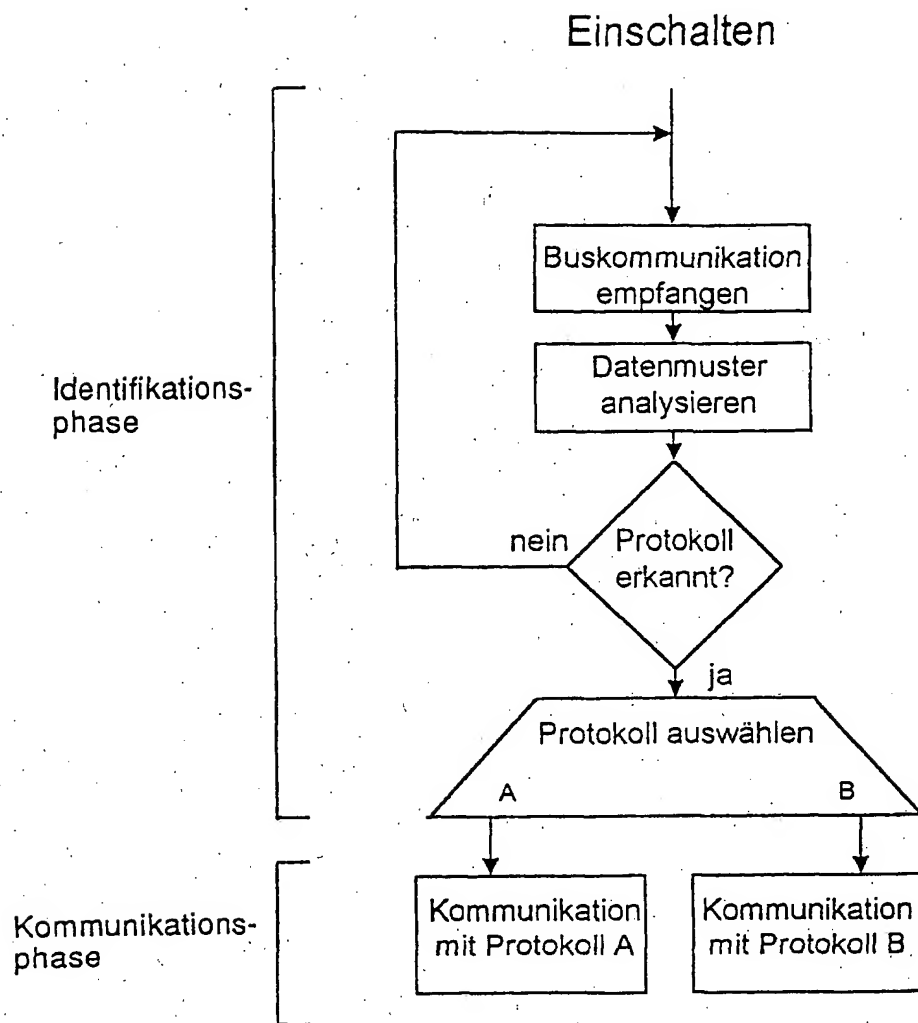 Einschalten
Buskommunikation
empfangen
Datenmuster
analysieren
Identifikations-
phase
nein
Protokoll
erkannt?
ja
Protokoll auswählen
A
B
Kommunikation
mit Protokoll A
Kommunikation
mit Protokoll B
Kommunikations-
phase